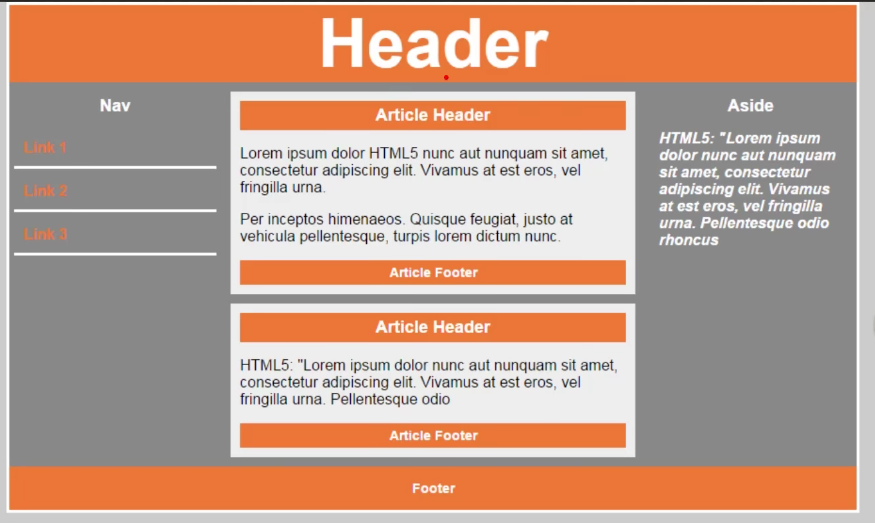 Header
Nav
Link 1
Link 2
Link 3
Article Header
Lorem ipsum dolor HTML5 nunc aut nunquam sit amet,
consectetur adipiscing elit. Vivamus at est eros, vel
fringilla urna.
Per inceptos himenaeos. Quisque feugiat, justo at
vehicula pellentesque, turpis lorem dictum nunc.
Article Footer
Article Header
HTML5: "Lorem ipsum dolor nunc aut nunquam sit amet,
consectetur adipiscing elit. Vivamus at est eros, vel
fringilla urna. Pellentesque odio
Article Footer
Aside
HTML5: "Lorem ipsum
dolor nunc aut nunquam
sit amet, consectetur
adipiscing elit. Vivamus
at est eros, vel fringilla
urna. Pellentesque odio
rhoncus
Footer